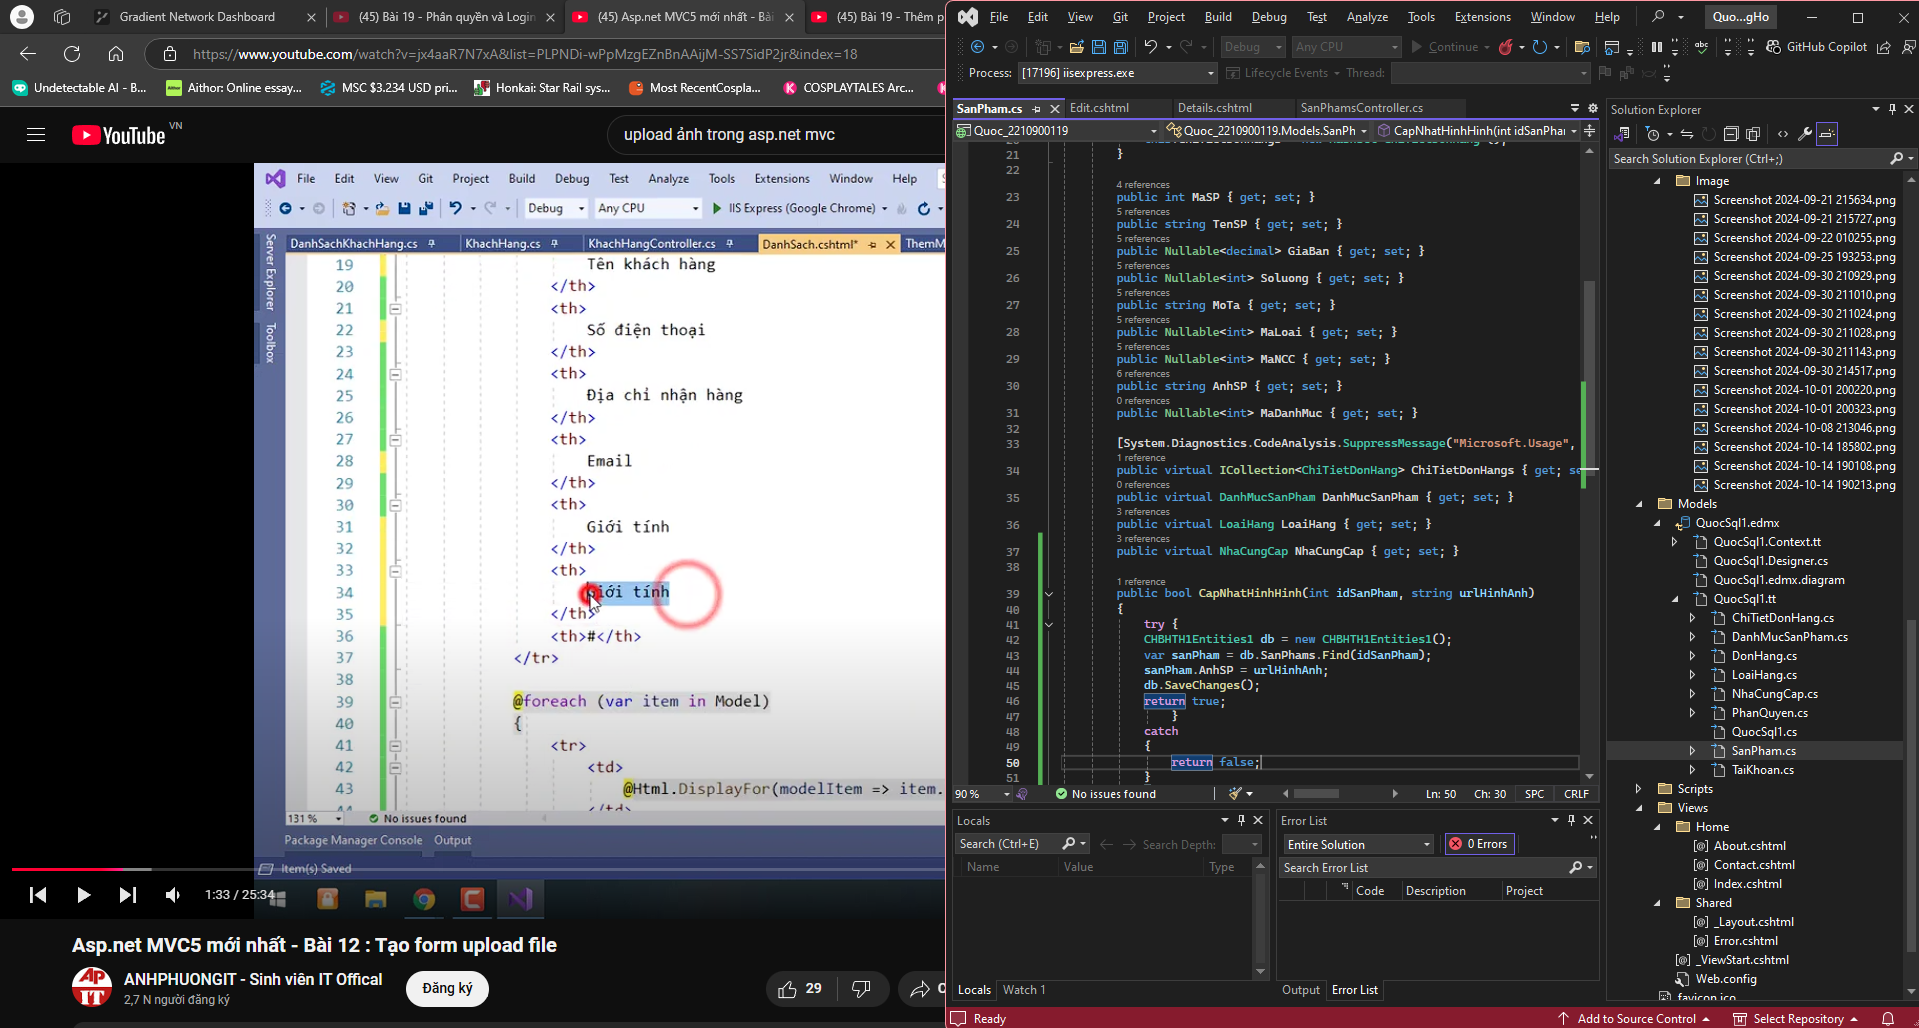 Gradient Network Dashboard
(45) Bài 19 - Phân quyền và Login
(45) Asp.net MVC5 mới nhất - Bài
(45) Bài 19 - Thêm p
https://www.youtube.com/watch?v=jx4aaR7N7xA&list=PLPNDi-wPpMzgEZnBnAAijM-SS7SidP2jr&index=18
Undetectable AI - B...
Aithor: Online essay...
MSC $3.234 USD pri...
Honkai: Star Rail sys...
Most RecentCospla...
COSPLAYTALES Arc...
YouTube VN
upload ảnh trong asp.net mvc
File Edit View Git Project Build Debug Test Analyze Tools Extensions Window Help
Debug Any CPU IIS Express (Google Chrome)
Server Explorer
Toolbox
DanhSachKhachHang.cs KhachHang.cs KhachHangController.cs DanhSach.cshtml* ThemM
19 Tên khách hàng
20 </th>
21 <th>
22 Số điện thoại
23 </th>
24 <th>
25 Địa chỉ nhận hàng
26 </th>
27 <th>
28 Email
29 </th>
30 <th>
31 Giới tính
32 </th>
33 <th>
34 Giới tính
35 </th>
36 <th>#</th>
37 </tr>
38
39 @foreach (var item in Model)
40 {
41 <tr>
42 <td>
43 @Html.DisplayFor(modelItem => item.
44 </td>
131 % No issues found
Package Manager Console Output
Item(s) Saved
1:33 / 25:34
Asp.net MVC5 mới nhất - Bài 12 : Tạo form upload file
ANHPHUONGIT - Sinh viên IT Offical
2,7 N người đăng ký
Đăng ký
29
AP
IT
File Edit View Git Project Build Debug Test Analyze Tools Extensions Window Help
Quo...gHo
Debug Any CPU Continue GitHub Copilot
Process: [17196] iisexpress.exe Lifecycle Events Thread:
SanPham.cs Edit.cshtml Details.cshtml SanPhamsController.cs
Quoc_2210900119 Quoc_2210900119.Models.SanPh CapNhatHinhHinh(int idSanPhar
21 }
22
4 references
23 public int MaSP { get; set; }
5 references
24 public string TenSP { get; set; }
5 references
25 public Nullable<decimal> GiaBan { get; set; }
5 references
26 public Nullable<int> Soluong { get; set; }
5 references
27 public string MoTa { get; set; }
5 references
28 public Nullable<int> MaLoai { get; set; }
5 references
29 public Nullable<int> MaNCC { get; set; }
6 references
30 public string AnhSP { get; set; }
0 references
31 public Nullable<int> MaDanhMuc { get; set; }
32
33 [System.Diagnostics.CodeAnalysis.SuppressMessage("Microsoft.Usage",
1 reference
34 public virtual ICollection<ChiTietDonHang> ChiTietDonHangs { get; se
0 references
35 public virtual DanhMucSanPham DanhMucSanPham { get; set; }
3 references
36 public virtual LoaiHang LoaiHang { get; set; }
3 references
37 public virtual NhaCungCap NhaCungCap { get; set; }
38
1 reference
39 public bool CapNhatHinhHinh(int idSanPham, string urlHinhAnh)
40 {
41 try {
42 CHBHTH1Entities1 db = new CHBHTH1Entities1();
43 var sanPham = db.SanPhams.Find(idSanPham);
44 sanPham.AnhSP = urlHinhAnh;
45 db.SaveChanges();
46 return true;
47 }
48 catch
49 {
50 return false;
51 }
90 % No issues found Ln: 50 Ch: 30 SPC CRLF
Locals
Search (Ctrl+E) Search Depth:
Name Value Type
Locals Watch 1
Error List
Entire Solution 0 Errors
Search Error List
Code Description Project
Output Error List
Solution Explorer
Search Solution Explorer (Ctrl+;)
Image
Screenshot 2024-09-21 215634.png
Screenshot 2024-09-21 215727.png
Screenshot 2024-09-22 010255.png
Screenshot 2024-09-25 193253.png
Screenshot 2024-09-30 210929.png
Screenshot 2024-09-30 211010.png
Screenshot 2024-09-30 211024.png
Screenshot 2024-09-30 211028.png
Screenshot 2024-09-30 211143.png
Screenshot 2024-09-30 214517.png
Screenshot 2024-10-01 200220.png
Screenshot 2024-10-01 200323.png
Screenshot 2024-10-08 213046.png
Screenshot 2024-10-14 185802.png
Screenshot 2024-10-14 190108.png
Screenshot 2024-10-14 190213.png
Models
QuocSql1.edmx
QuocSql1.Context.tt
QuocSql1.Designer.cs
QuocSql1.edmx.diagram
QuocSql1.tt
ChiTietDonHang.cs
DanhMucSanPham.cs
DonHang.cs
LoaiHang.cs
NhaCungCap.cs
PhanQuyen.cs
QuocSql1.cs
SanPham.cs
TaiKhoan.cs
Scripts
Views
Home
About.cshtml
Contact.cshtml
Index.cshtml
Shared
_Layout.cshtml
Error.cshtml
_ViewStart.cshtml
Web.config
favicon.ico
Ready
Add to Source Control Select Repository